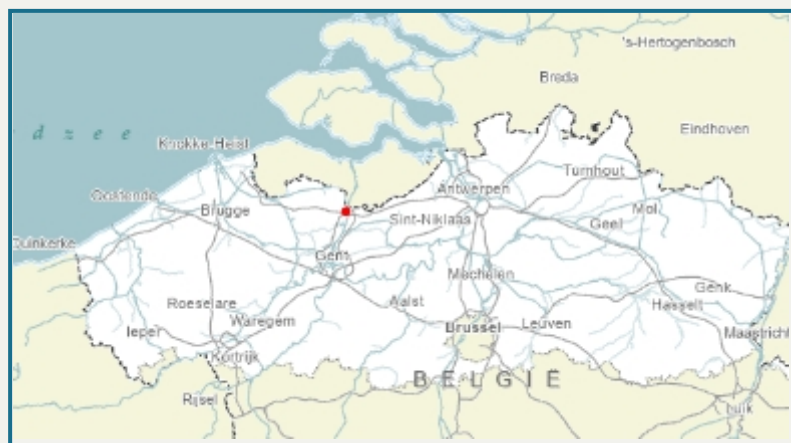 's-Hertogenbosch
Breda
dzee
Eindhoven
Knokke-Heist
Turnhout
Oostende
Antwerpen
Brugge
Sint-Niklaas
Mol
Geel
Duinkerke
Gent
Mechelen
Genk
Roeselare
Aalst
Hasselt
Ieper
Waregem
Brussel
Leuven
Maastricht
Kortrijk
BELGIË
Rijsel
Luik